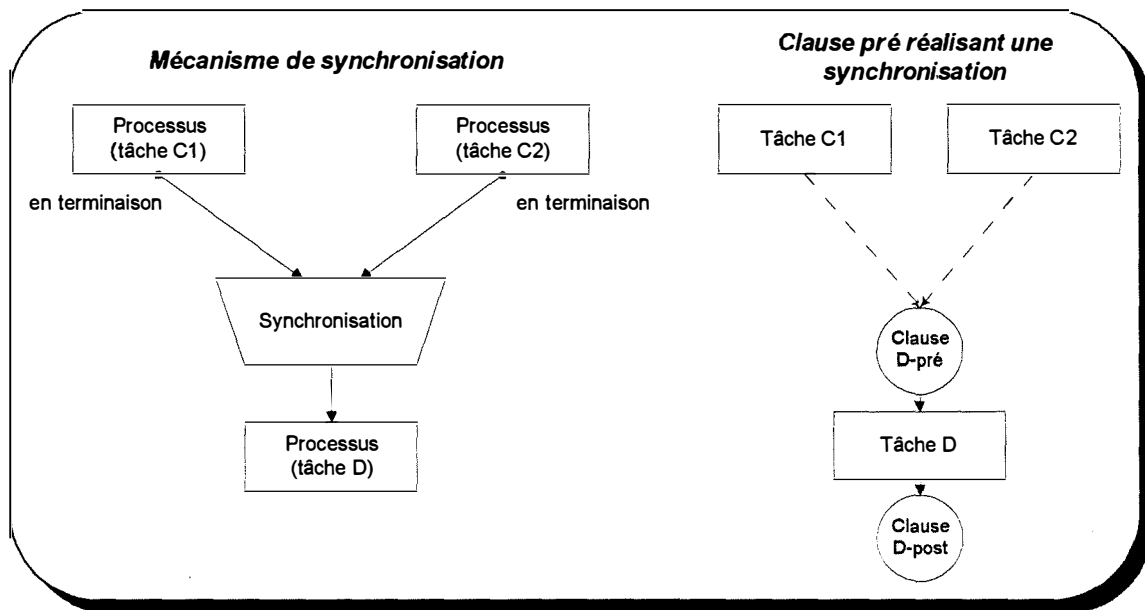 Mécanisme de synchronisation
Processus
(tâche C1)
Processus
(tâche C2)
en terminaison
en terminaison
Synchronisation
Processus
(tâche D)
Clause pré réalisant une
synchronisation
Tâche C1
Tâche C2
Clause
D-pré
Tâche D
Clause
D-post